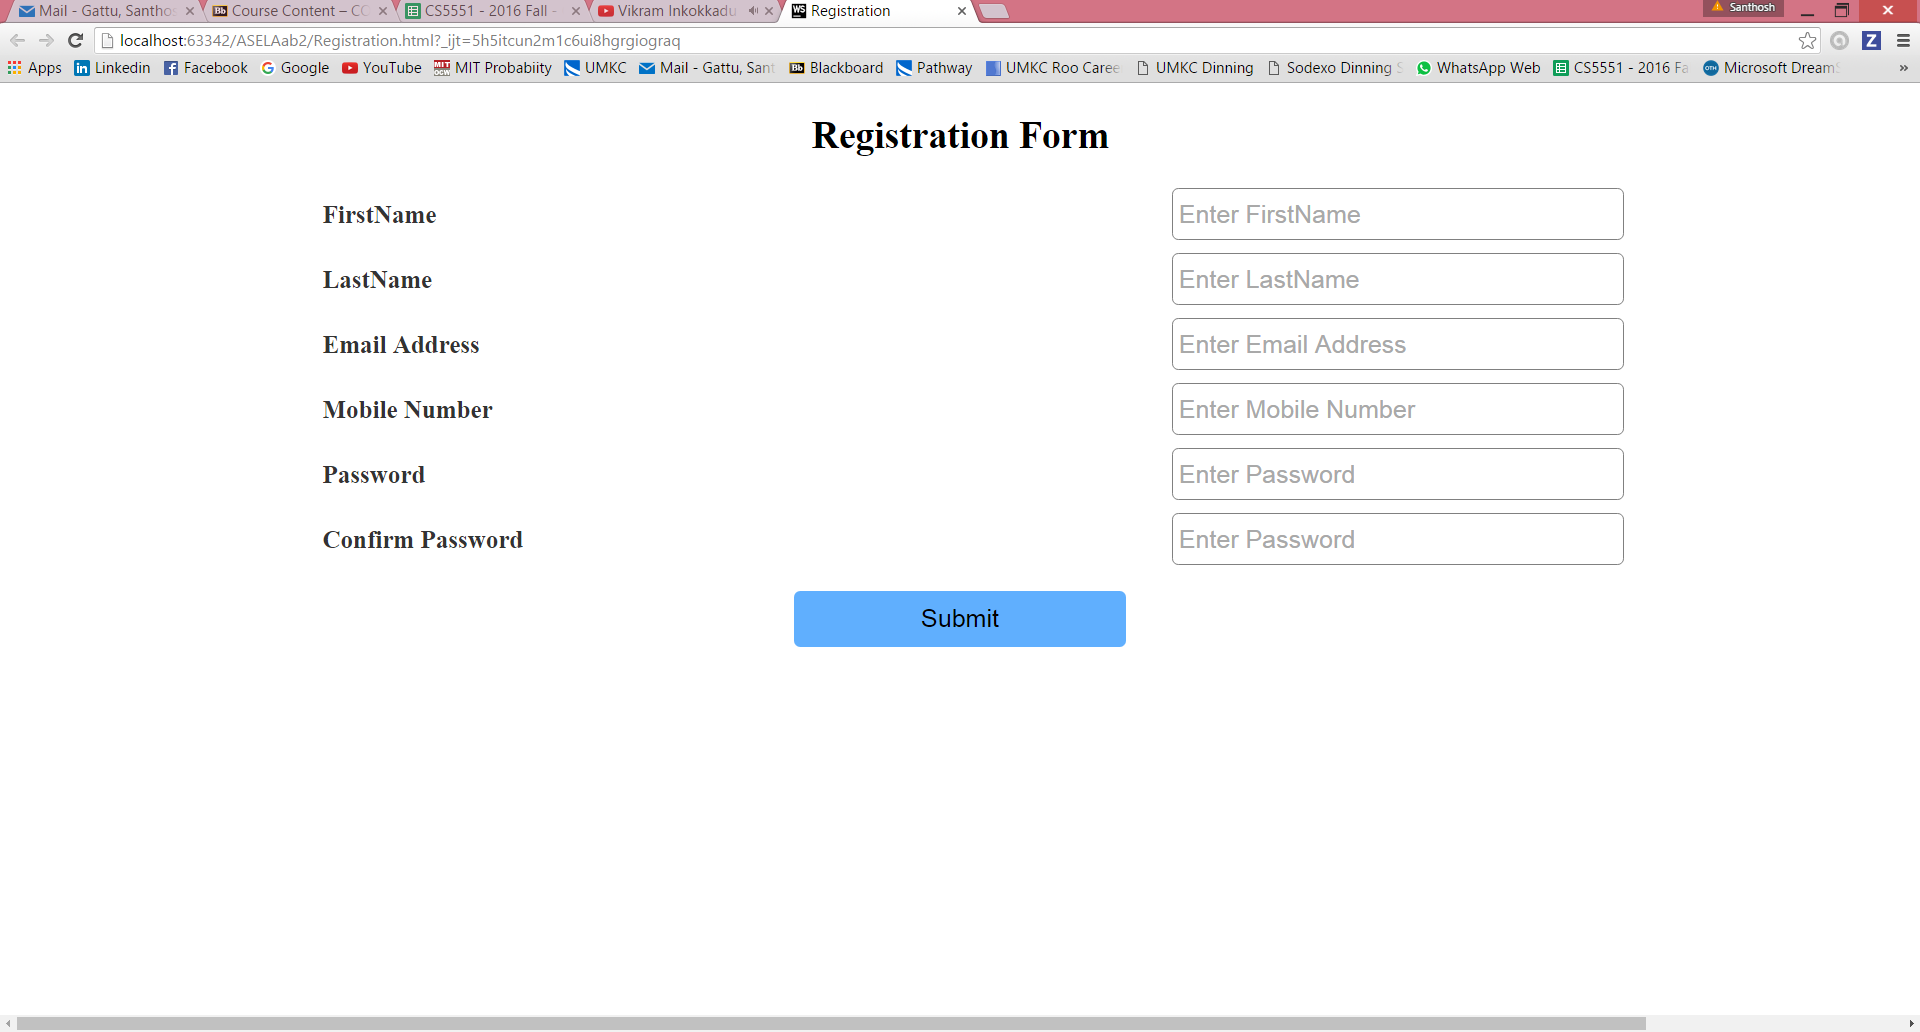 Mail - Gattu, Santhos Course Content – CC CS5551 - 2016 Fall - Vikram Inkokkadu Registration Santhosh
localhost:63342/ASELAab2/Registration.html?_ijt=5h5itcun2m1c6ui8hgrgiograq
Apps Linkedin Facebook Google YouTube MIT Probabiity UMKC Mail - Gattu, Sant Blackboard Pathway UMKC Roo Caree UMKC Dinning Sodexo Dinning S WhatsApp Web CS5551 - 2016 Fa Microsoft DreamS »
Registration Form
FirstName Enter FirstName
LastName Enter LastName
Email Address Enter Email Address
Mobile Number Enter Mobile Number
Password Enter Password
Confirm Password Enter Password
Submit